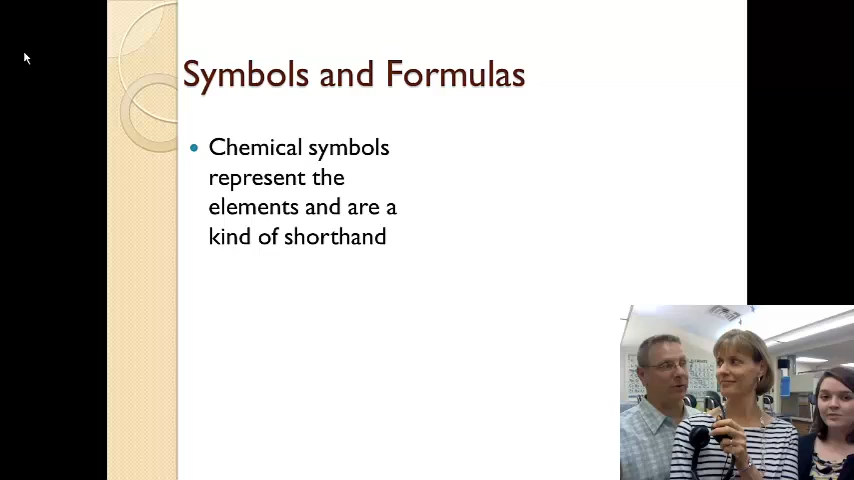 Symbols and Formulas
Chemical symbols
represent the
elements and are a
kind of shorthand